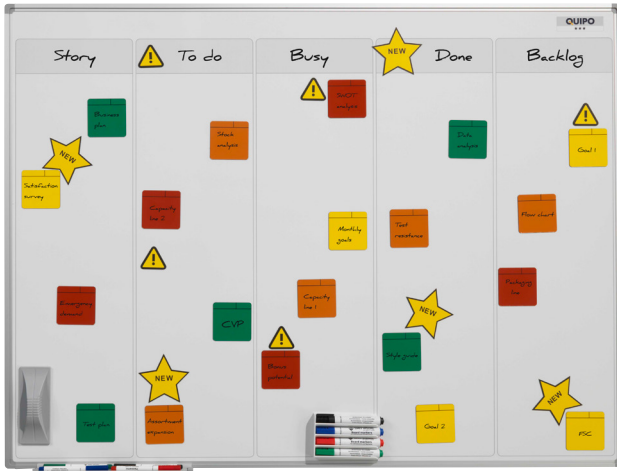 QUIPO
Story
To do
Busy
NEW
Done
Backlog
Business
plan
NEW
Satisfaction
survey
Emergency
demand
Test plan
Stock
analysis
Capacity
line 2
CVP
NEW
Assortment
expansion
SWOT
analysis
Monthly
goals
Capacity
line 1
Bonus
potential
Data
analysis
Test
resistance
NEW
Style guide
Goal 2
Goal 1
Flow chart
Packaging
line
NEW
FSC